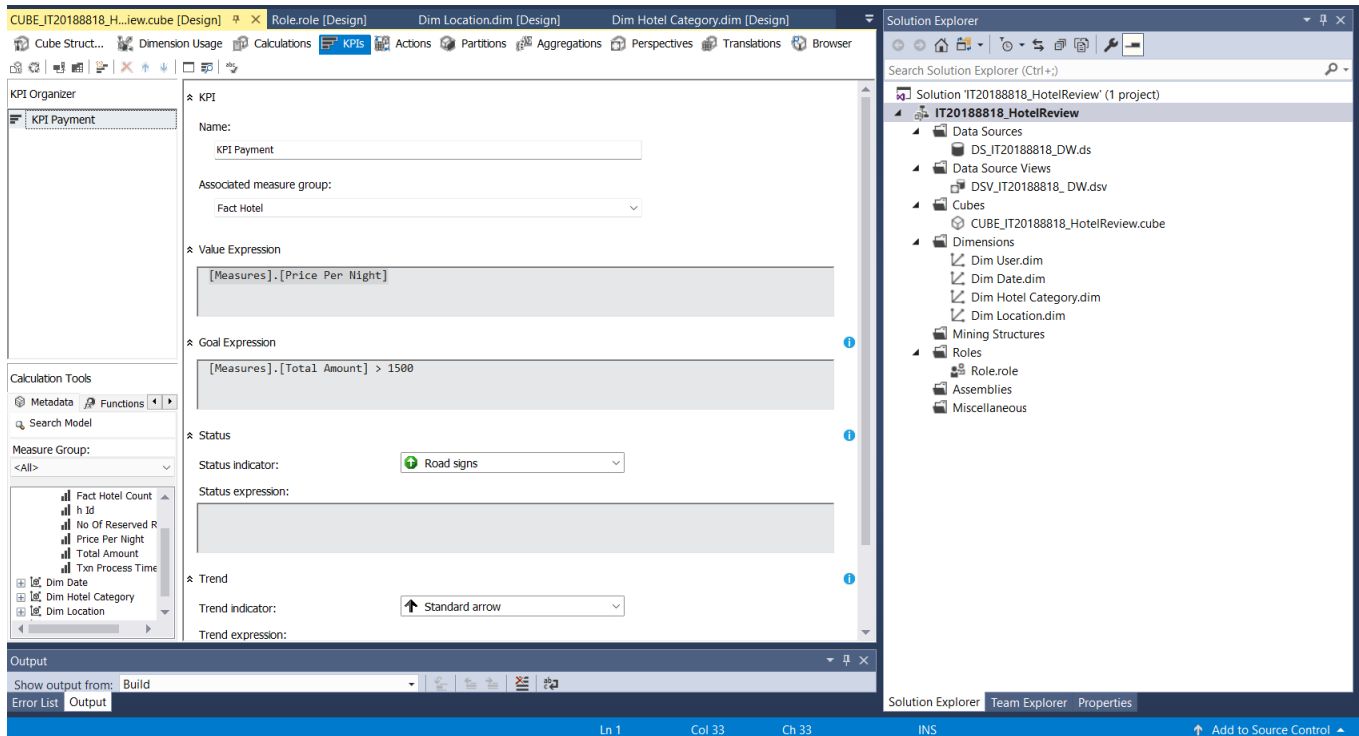 CUBE_IT20188818_H...iew.cube [Design]
Role.role [Design]
Dim Location.dim [Design]
Dim Hotel Category.dim [Design]
Cube Struct...
Dimension Usage
Calculations
KPIs
Actions
Partitions
Aggregations
Perspectives
Translations
Browser
KPI Organizer
KPI Payment
Calculation Tools
Metadata
Functions
Search Model
Measure Group:
<All>
Fact Hotel Count
h Id
No Of Reserved R
Price Per Night
Total Amount
Txn Process Time
Dim Date
Dim Hotel Category
Dim Location
KPI
Name:
KPI Payment
Associated measure group:
Fact Hotel
Value Expression
[Measures].[Price Per Night]
Goal Expression
[Measures].[Total Amount] > 1500
Status
Status indicator:
Road signs
Status expression:
Trend
Trend indicator:
Standard arrow
Trend expression:
Output
Show output from: Build
Error List Output
Solution Explorer
Search Solution Explorer (Ctrl+;)
Solution 'IT20188818_HotelReview' (1 project)
IT20188818_HotelReview
Data Sources
DS_IT20188818_DW.ds
Data Source Views
DSV_IT20188818_ DW.dsv
Cubes
CUBE_IT20188818_HotelReview.cube
Dimensions
Dim User.dim
Dim Date.dim
Dim Hotel Category.dim
Dim Location.dim
Mining Structures
Roles
Role.role
Assemblies
Miscellaneous
Solution Explorer Team Explorer Properties
Ln 1 Col 33 Ch 33 INS Add to Source Control